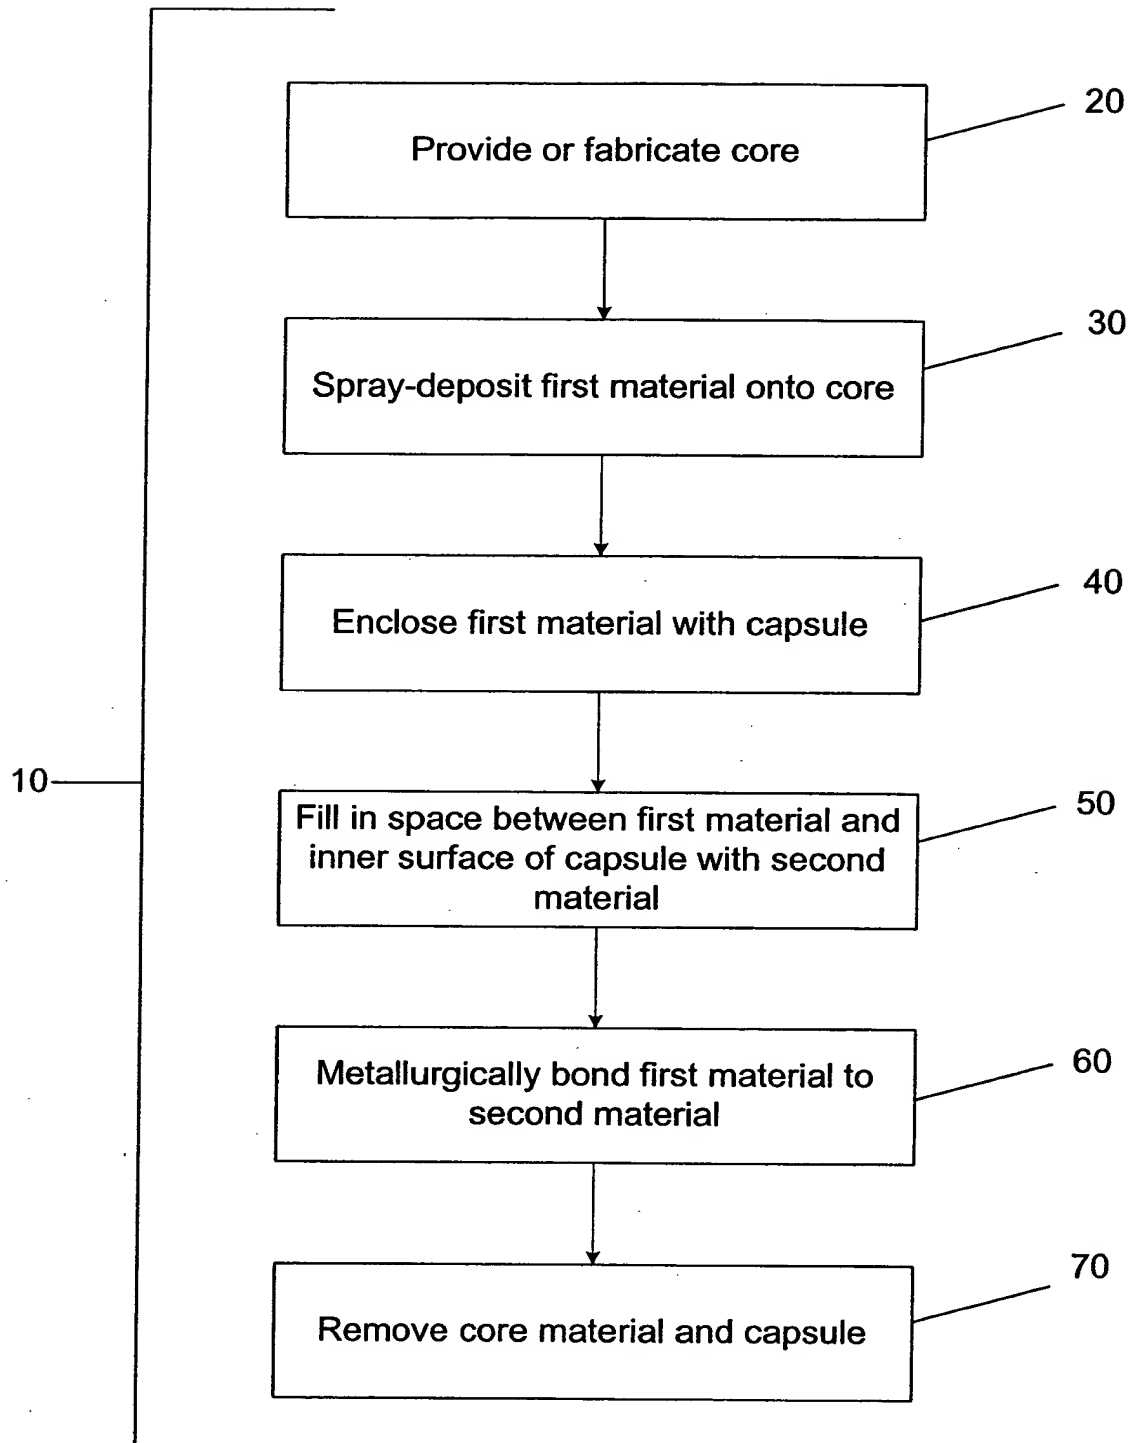 20
Provide or fabricate core
30
Spray-deposit first material onto core
40
Enclose first material with capsule
10
50
Fill in space between first material and
inner surface of capsule with second
material
60
Metallurgically bond first material to
second material
70
Remove core material and capsule